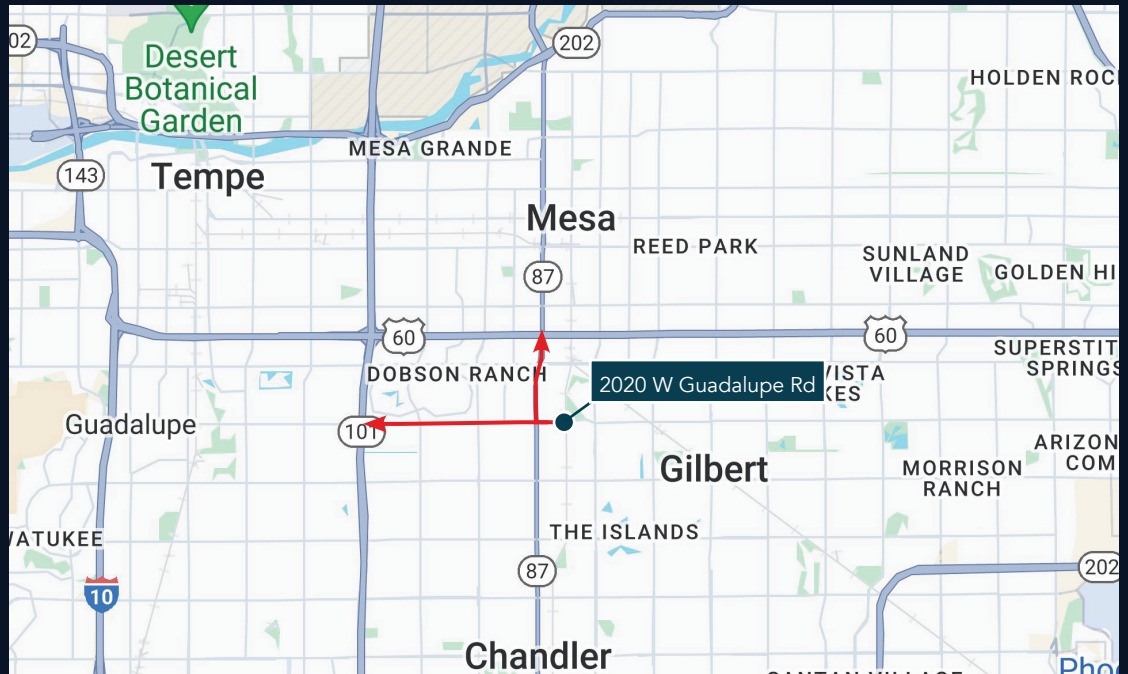 02
202
Desert
Botanical
Garden
HOLDEN ROC
MESA GRANDE
143
Tempe
Mesa
REED PARK
SUNLAND
VILLAGE
GOLDEN HI
87
60
60
SUPERSTIT
SPRINGS
DOBSON RANCH
2020 W Guadalupe Rd
VISTA
KES
Guadalupe
101
ARIZON
COM
Gilbert
MORRISON
RANCH
WATUKEE
THE ISLANDS
87
202
10
Chandler
Pho